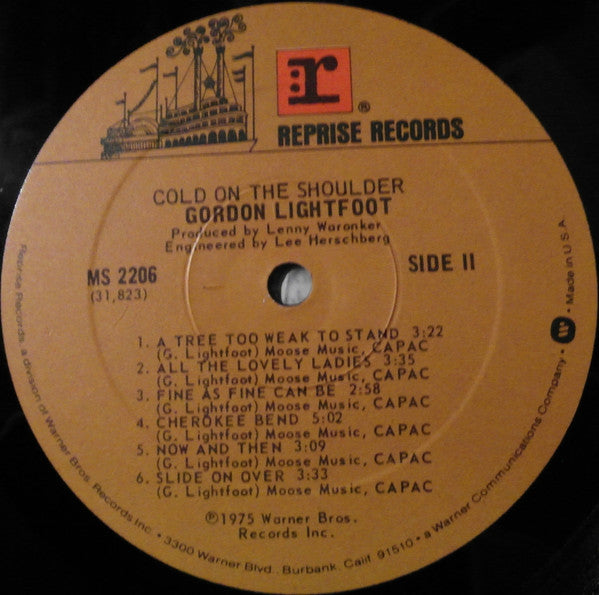 r
®
REPRISE RECORDS
COLD ON THE SHOULDER
GORDON LIGHTFOOT
Produced by Lenny Waronker
Engineered by Lee Herschberg
MS 2206
(31,823)
SIDE II
1. A TREE TOO WEAK TO STAND 3:22
(G. Lightfoot) Moose Music, CAPAC
2. ALL THE LOVELY LADIES 3:35
(G. Lightfoot) Moose Music, CAPAC
3. FINE AS FINE CAN BE 2:58
(G. Lightfoot) Moose Music, CAPAC
4. CHEROKEE BEND 5:02
(G. Lightfoot) Moose Music, CAPAC
5. NOW AND THEN 3:09
(G. Lightfoot) Moose Music, CAPAC
6. SLIDE ON OVER 3:33
(G. Lightfoot) Moose Music, CAPAC
℗1975 Warner Bros.
Records Inc.
Reprise Records, a division of Warner Bros. Records Inc. • 3300 Warner Blvd., Burbank, Calif. 91510 • a Warner Communications Company • W • Made in U.S.A.